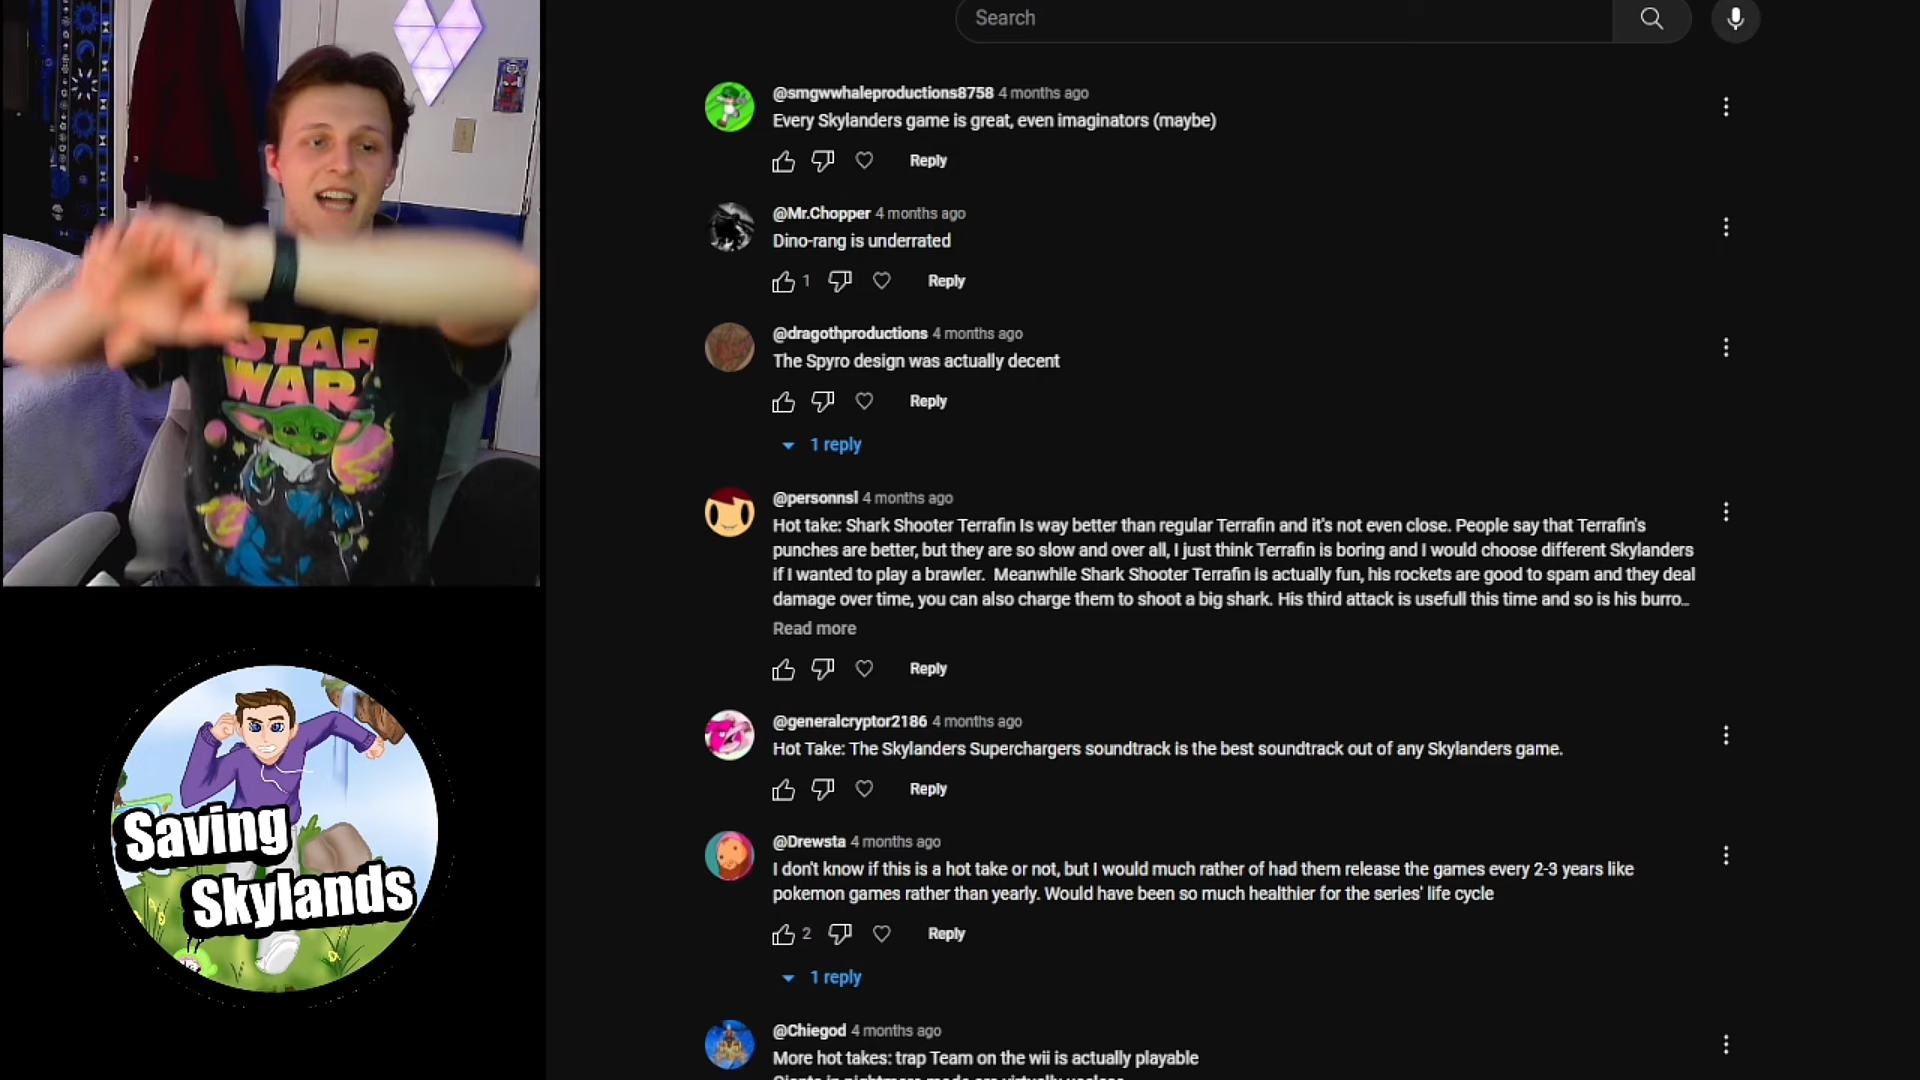 Search
@smgwwhaleproductions8758 4 months ago
Every Skylanders game is great, even imaginators (maybe)
Reply
@Mr.Chopper 4 months ago
Dino-rang is underrated
1
Reply
@dragothproductions 4 months ago
The Spyro design was actually decent
Reply
1 reply
@personnsl 4 months ago
Hot take: Shark Shooter Terrafin Is way better than regular Terrafin and it's not even close. People say that Terrafin's
punches are better, but they are so slow and over all, I just think Terrafin is boring and I would choose different Skylanders
if I wanted to play a brawler.  Meanwhile Shark Shooter Terrafin is actually fun, his rockets are good to spam and they deal
damage over time, you can also charge them to shoot a big shark. His third attack is usefull this time and so is his burro...
Read more
Reply
@generalcryptor2186 4 months ago
Hot Take: The Skylanders Superchargers soundtrack is the best soundtrack out of any Skylanders game.
Reply
@Drewsta 4 months ago
I don't know if this is a hot take or not, but I would much rather of had them release the games every 2-3 years like
pokemon games rather than yearly. Would have been so much healthier for the series' life cycle
2
Reply
1 reply
@Chiegod 4 months ago
More hot takes: trap Team on the wii is actually playable
Giants in nightmare mode are virtually useless
STAR
WAR
Saving
Skylands